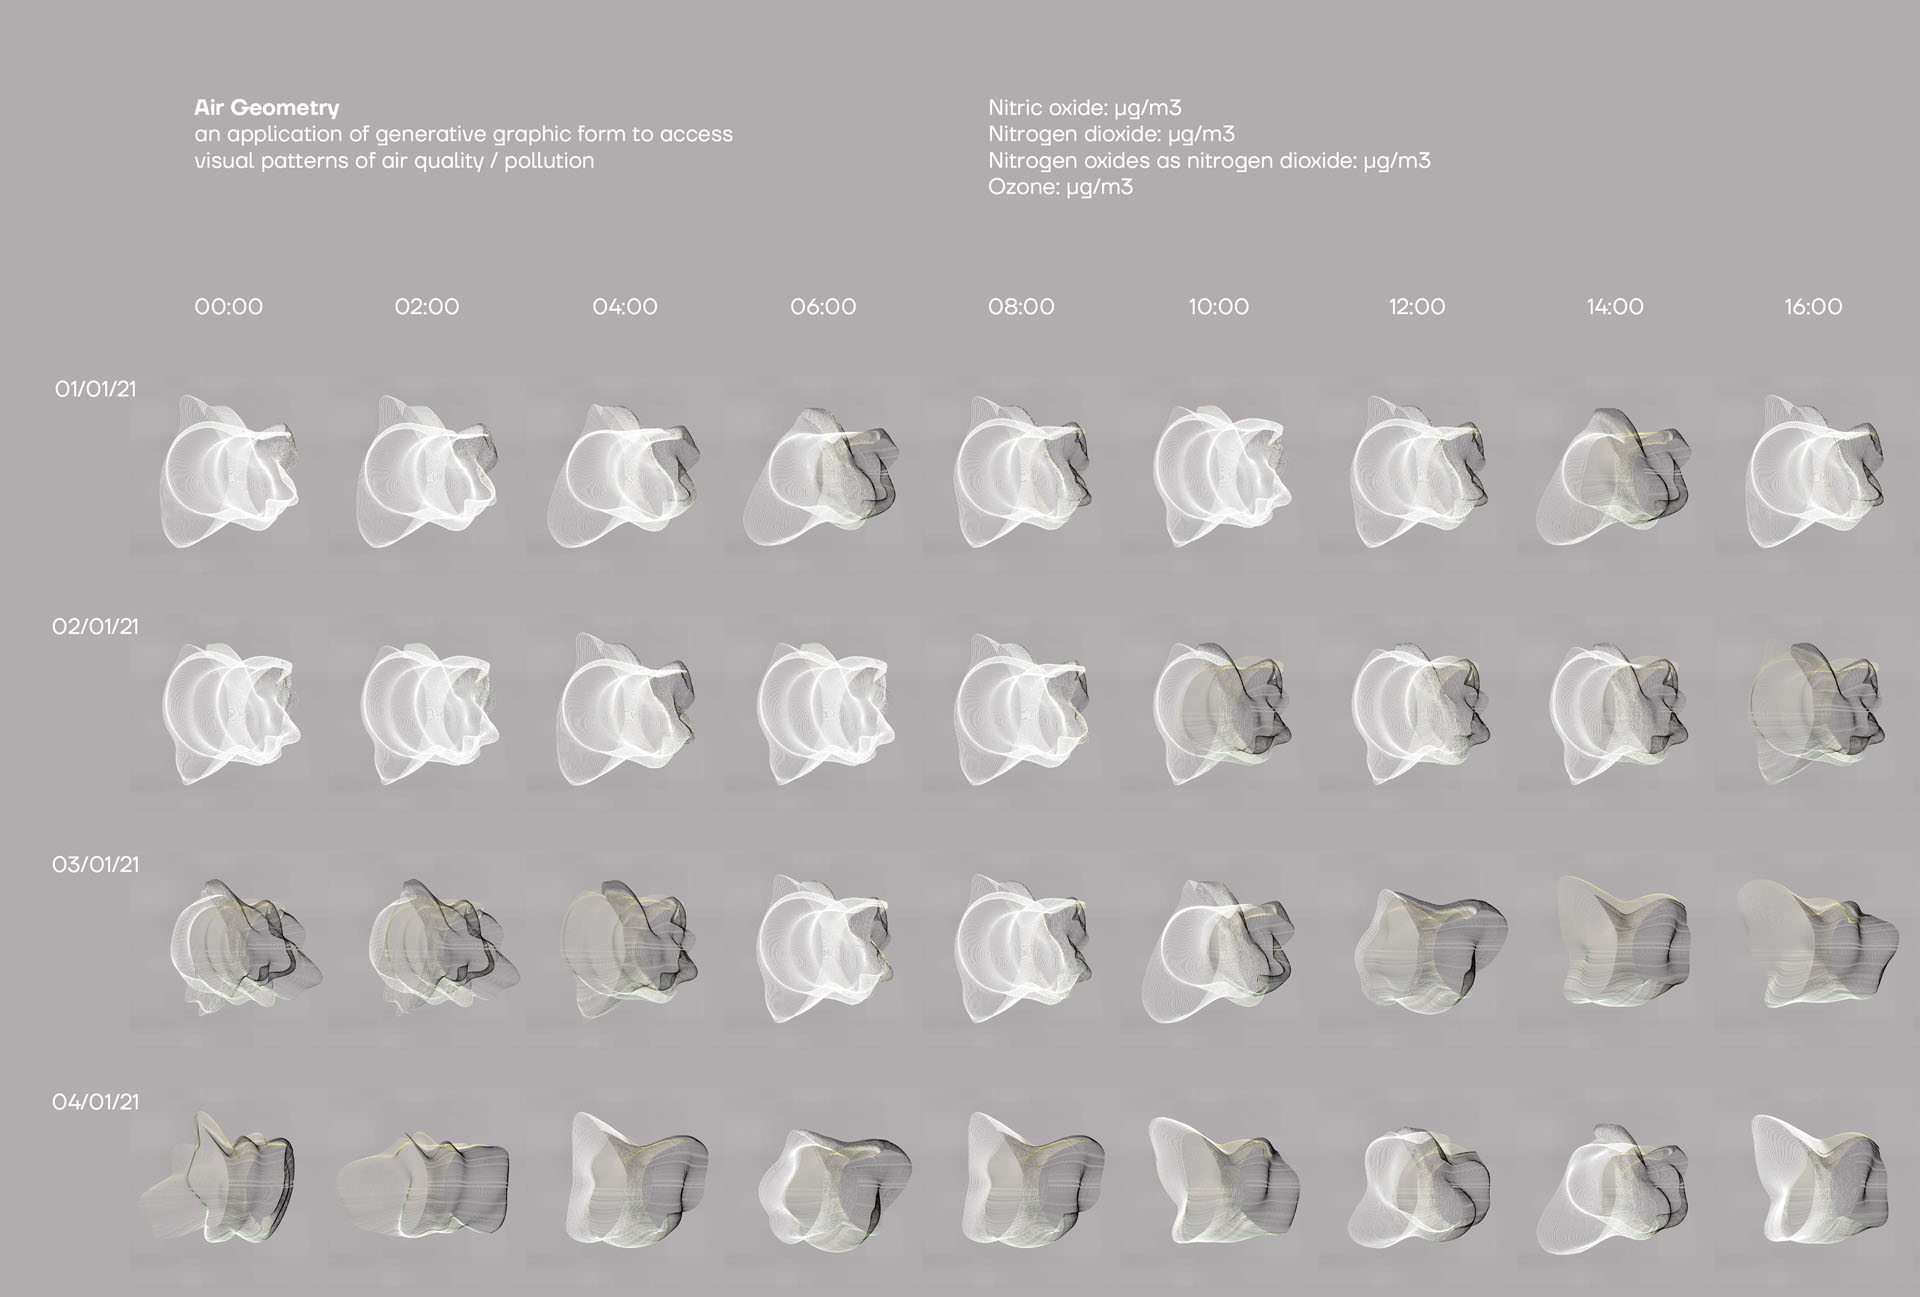 Air Geometry
an application of generative graphic form to access
visual patterns of air quality / pollution
Nitric oxide: µg/m3
Nitrogen dioxide: µg/m3
Nitrogen oxides as nitrogen dioxide: µg/m3
Ozone: µg/m3
00:00 02:00 04:00 06:00 08:00 10:00 12:00 14:00 16:00
01/01/21
02/01/21
03/01/21
04/01/21